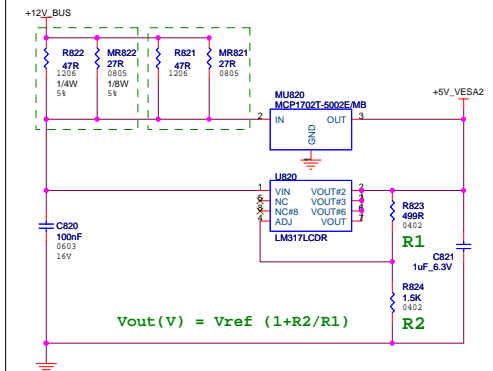 +12V_BUS
R822
47R
1206
1/4W
5%
MR822
27R
0805
1/8W
5%
R821
47R
1206
MR821
27R
0805
+5V_VESA2
MU820
MCP1702T-5002E/MB
2
IN
OUT
3
GND
U820
1
VIN
VOUT#2
2
5
NC
VOUT#3
3
8
NC#8
VOUT#6
6
4
ADJ
VOUT
7
LM317LCDR
R823
499R
0402
R1
C820
100nF
0603
16V
C821
1uF_6.3V
R824
1.5K
0402
R2
Vout(V) = Vref (1+R2/R1)